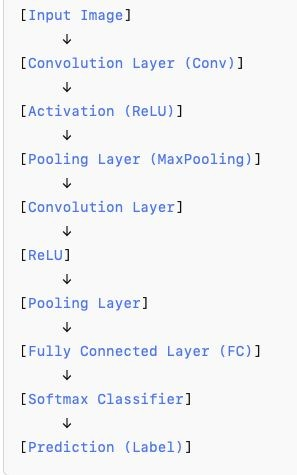 [Input Image]
↓
[Convolution Layer (Conv)]
↓
[Activation (ReLU)]
↓
[Pooling Layer (MaxPooling)]
↓
[Convolution Layer]
↓
[ReLU]
↓
[Pooling Layer]
↓
[Fully Connected Layer (FC)]
↓
[Softmax Classifier]
↓
[Prediction (Label)]